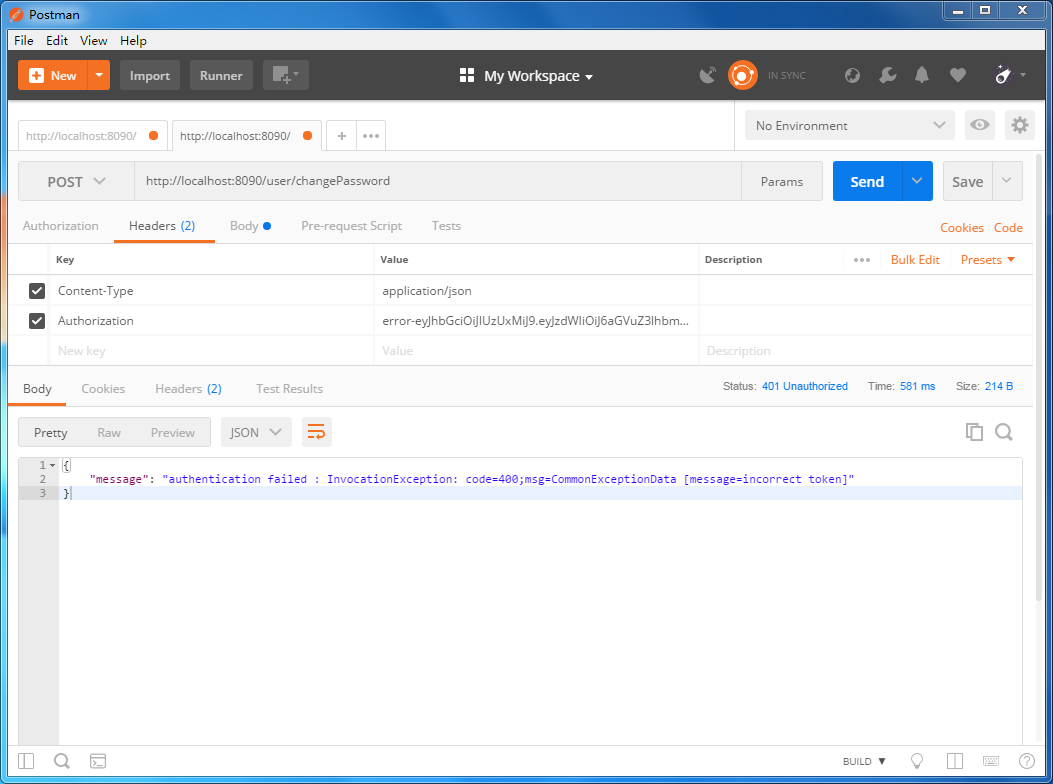 Postman
File Edit View Help
New Import Runner My Workspace IN SYNC
http://localhost:8090/ http://localhost:8090/ + No Environment
POST http://localhost:8090/user/changePassword Params Send Save
Authorization Headers (2) Body Pre-request Script Tests Cookies Code
Key Value Description Bulk Edit Presets
Content-Type application/json
Authorization error-eyJhbGciOiJIUzUxMiJ9.eyJzdWIiOiJ6aGVuZ3lhbm...
New key Value Description
Body Cookies Headers (2) Test Results Status: 401 Unauthorized Time: 581 ms Size: 214 B
Pretty Raw Preview JSON
1 {
2 "message": "authentication failed : InvocationException: code=400;msg=CommonExceptionData [message=incorrect token]"
3 }
BUILD